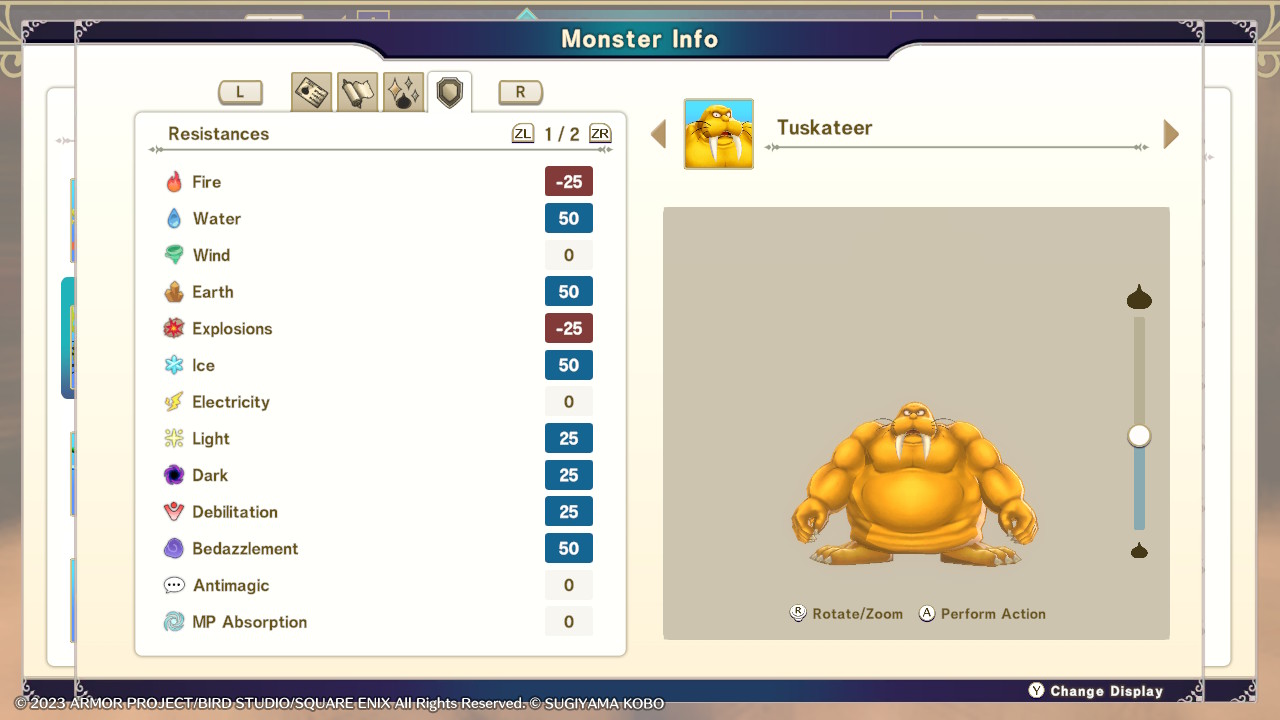 Monster Info
L
R
Resistances
ZL 1 / 2 ZR
Tuskateer
Fire -25
Water 50
Wind 0
Earth 50
Explosions -25
Ice 50
Electricity 0
Light 25
Dark 25
Debilitation 25
Bedazzlement 50
Antimagic 0
MP Absorption 0
R Rotate/Zoom A Perform Action
Y Change Display
© 2023 ARMOR PROJECT/BIRD STUDIO/SQUARE ENIX All Rights Reserved. © SUGIYAMA KOBO